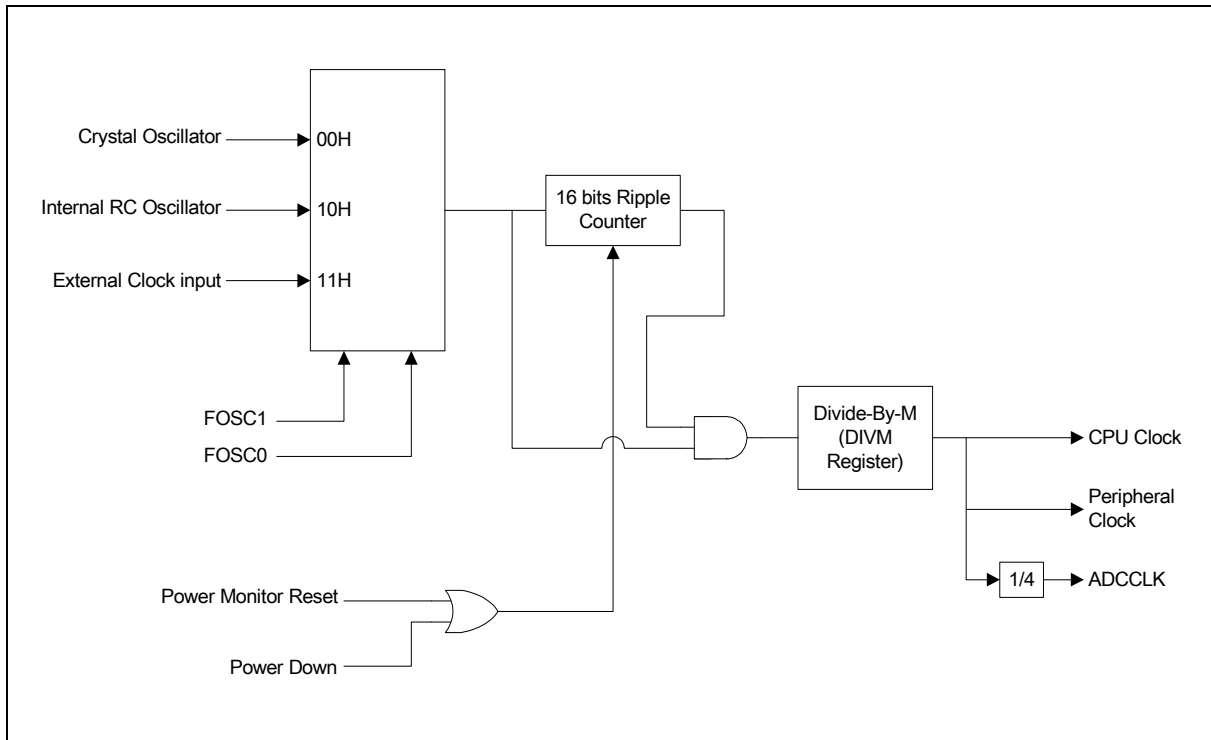 Crystal Oscillator
00H
Internal RC Oscillator
10H
External Clock input
11H
16 bits Ripple
Counter
FOSC1
FOSC0
Divide-By-M
(DIVM
Register)
CPU Clock
Peripheral
Clock
1/4
ADCCLK
Power Monitor Reset
Power Down